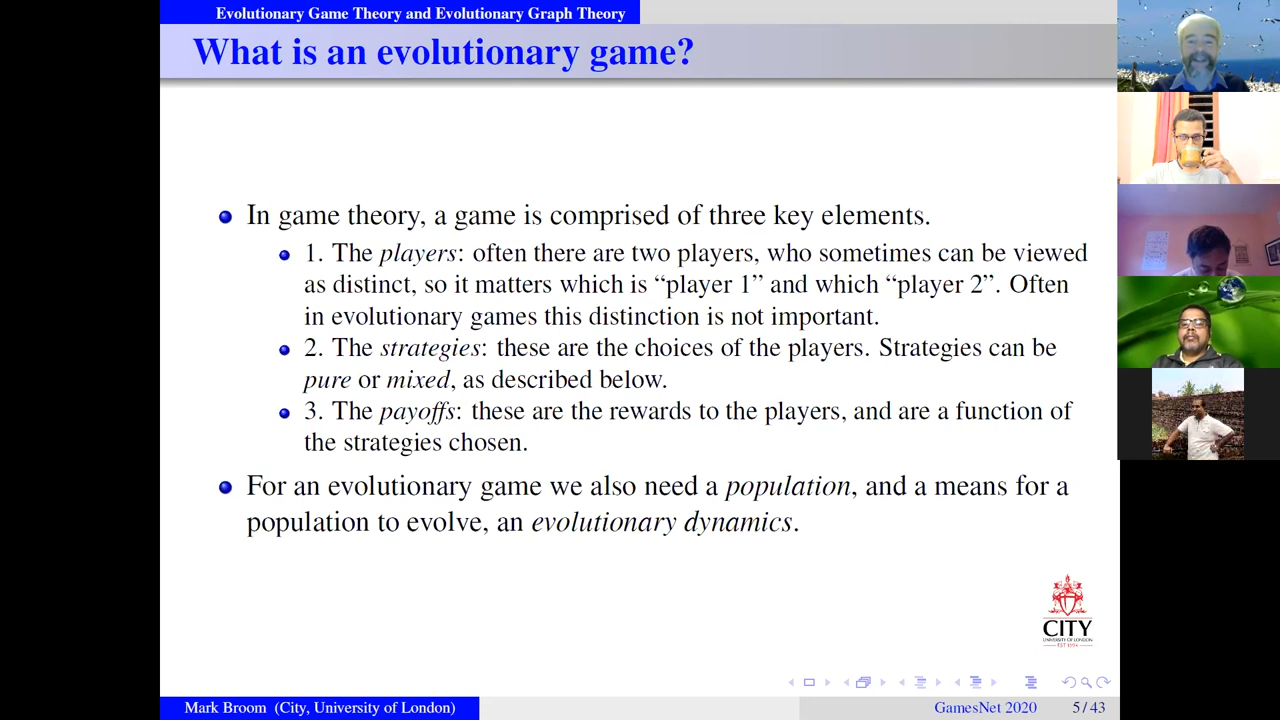 Evolutionary Game Theory and Evolutionary Graph Theory
What is an evolutionary game?
In game theory, a game is comprised of three key elements.
1. The players: often there are two players, who sometimes can be viewed
as distinct, so it matters which is “player 1” and which “player 2”. Often
in evolutionary games this distinction is not important.
2. The strategies: these are the choices of the players. Strategies can be
pure or mixed, as described below.
3. The payoffs: these are the rewards to the players, and are a function of
the strategies chosen.
For an evolutionary game we also need a population, and a means for a
population to evolve, an evolutionary dynamics.
CITY
UNIVERSITY OF LONDON
EST 1894
Mark Broom (City, University of London)
GamesNet 2020
5 / 43